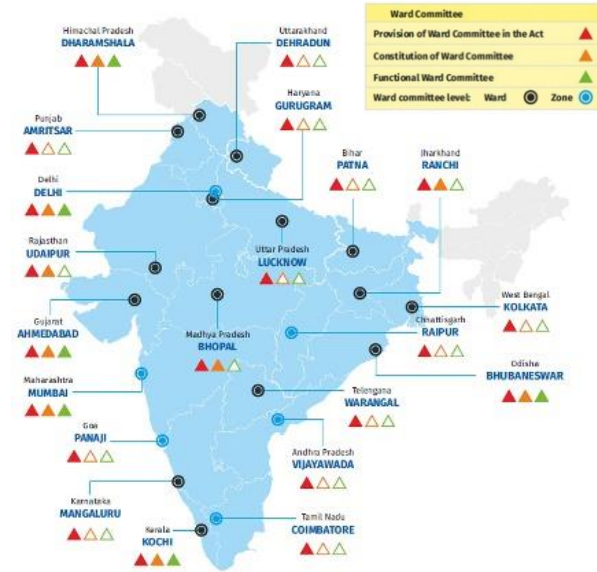 Ward Committee
Provision of Ward Committee in the Act
Constitution of Ward Committee
Functional Ward Committee
Ward committee level: Ward Zone
Himachal Pradesh
DHARAMSHALA
Uttarakhand
DEHRADUN
Haryana
GURUGRAM
Punjab
AMRITSAR
Bihar
PATNA
Jharkhand
RANCHI
Delhi
DELHI
Rajasthan
UDAIPUR
Uttar Pradesh
LUCKNOW
West Bengal
KOLKATA
Gujarat
AHMEDABAD
Madhya Pradesh
BHOPAL
Chhattisgarh
RAIPUR
Odisha
BHUBANESWAR
Maharashtra
MUMBAI
Telengana
WARANGAL
Goa
PANAJI
Andhra Pradesh
VIJAYAWADA
Karnataka
MANGALURU
Kerala
KOCHI
Tamil Nadu
COIMBATORE